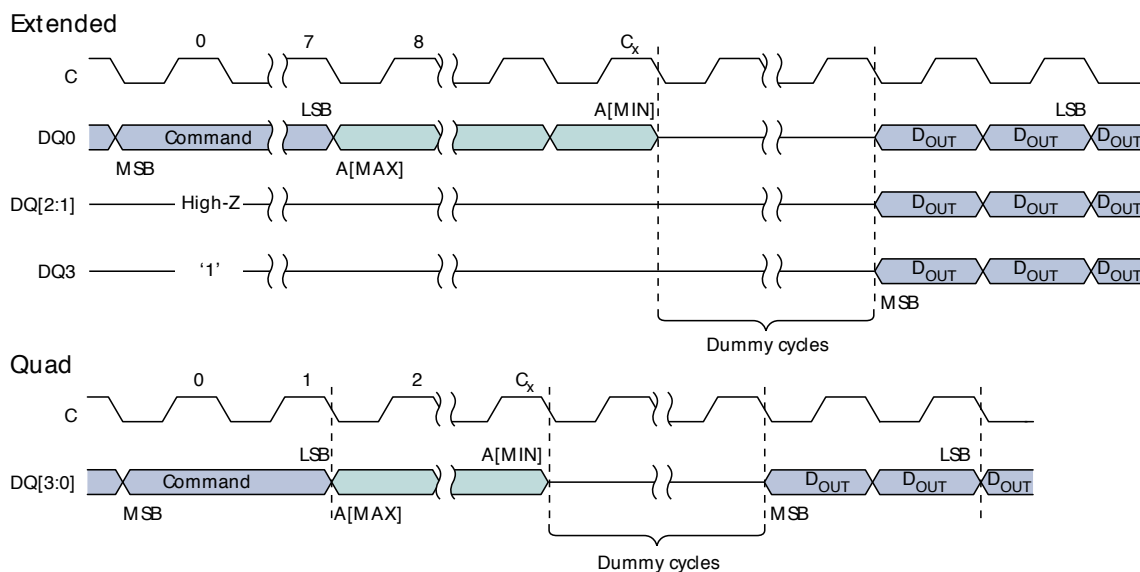 Extended
0 7 8 Cx
C
LSB A[MIN] LSB
DQ0 Command DOUT DOUT DOUT
MSB A[MAX]
DQ[2:1] High-Z DOUT DOUT DOUT
DQ3 ‘1’ DOUT DOUT DOUT
MSB
Dummy cycles
Quad
0 1 2 Cx
C
LSB A[MIN] LSB
DQ[3:0] Command DOUT DOUT DOUT
MSB A[MAX] MSB
Dummy cycles